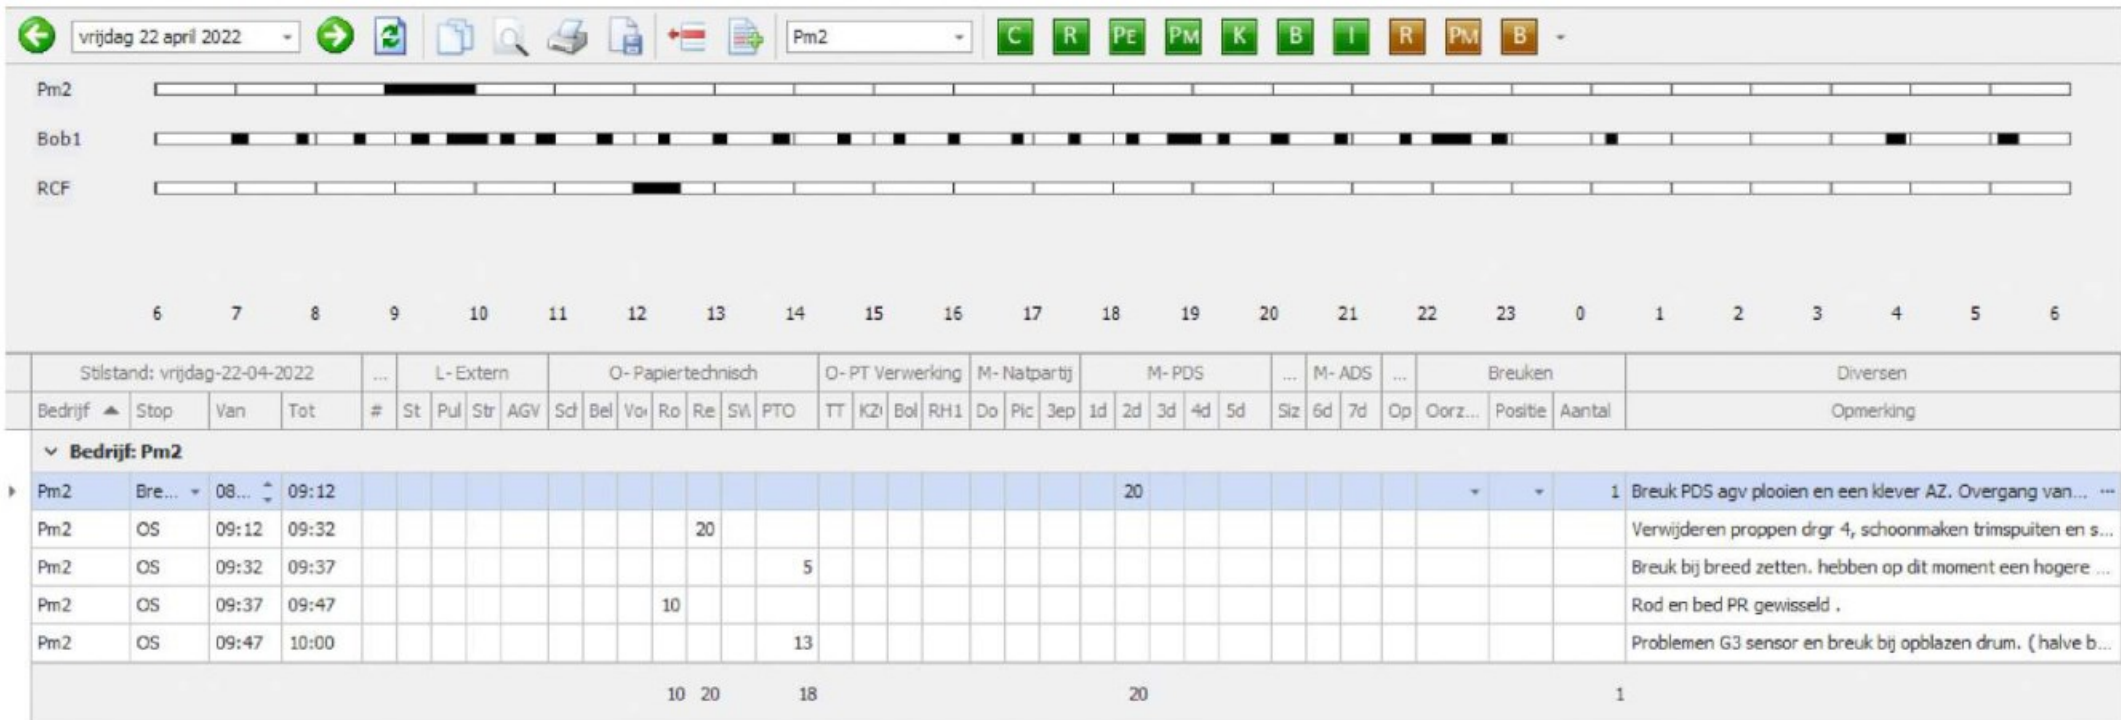 vrijdag 22 april 2022 Pm2 C R PE PM K B I R PM B
Pm2
Bob1
RCF
6 7 8 9 10 11 12 13 14 15 16 17 18 19 20 21 22 23 0 1 2 3 4 5 6
Stilstand: vrijdag-22-04-2022 ... L- Extern O- Papiertechnisch O- PT Verwerking M- Natpartij M- PDS ... M- ADS ... Breuken Diversen
Bedrijf Stop Van Tot # St Pul Str AGV Sch Bel Vo Ro Re SW PTO TT KZ Bol RH1 Do Pic 3ep 1d 2d 3d 4d 5d Siz 6d 7d Op Oorz... Positie Aantal Opmerking
Bedrijf: Pm2
Pm2 Bre... 08... 09:12 20 1 Breuk PDS agv plooien en een klever AZ. Overgang van... ...
Pm2 OS 09:12 09:32 20 Verwijderen proppen drgr 4, schoonmaken trimspuiten en s...
Pm2 OS 09:32 09:37 5 Breuk bij breed zetten. hebben op dit moment een hogere ...
Pm2 OS 09:37 09:47 10 Rod en bed PR gewisseld .
Pm2 OS 09:47 10:00 13 Problemen G3 sensor en breuk bij opblazen drum. ( halve b...
10 20 18 20 1